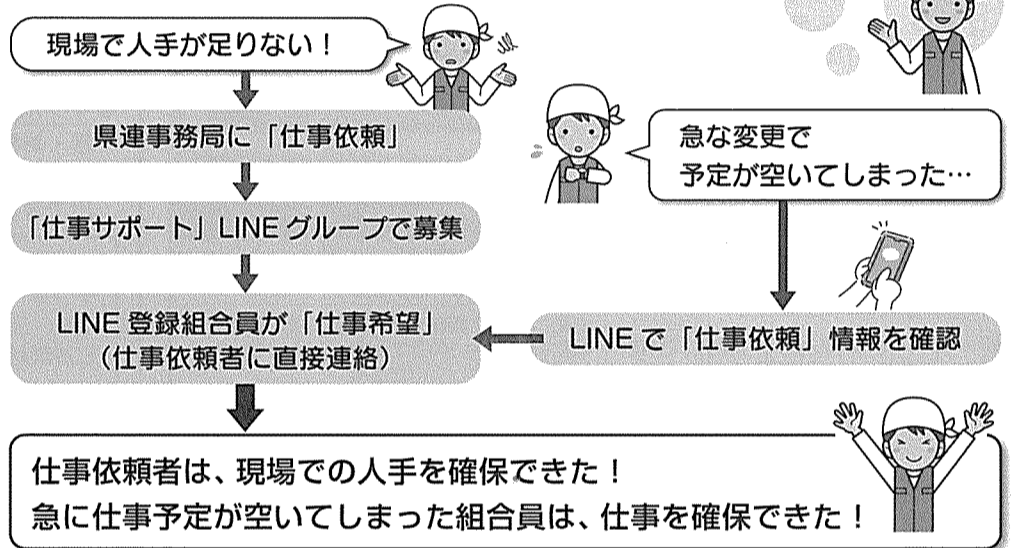 現場で人手が足りない！
県連事務局に「仕事依頼」
「仕事サポート」LINEグループで募集
LINE登録組合員が「仕事希望」
（仕事依頼者に直接連絡）
急な変更で
予定が空いてしまった…
LINEで「仕事依頼」情報を確認
仕事依頼者は、現場での人手を確保できた！
急に仕事予定が空いてしまった組合員は、仕事を確保できた！